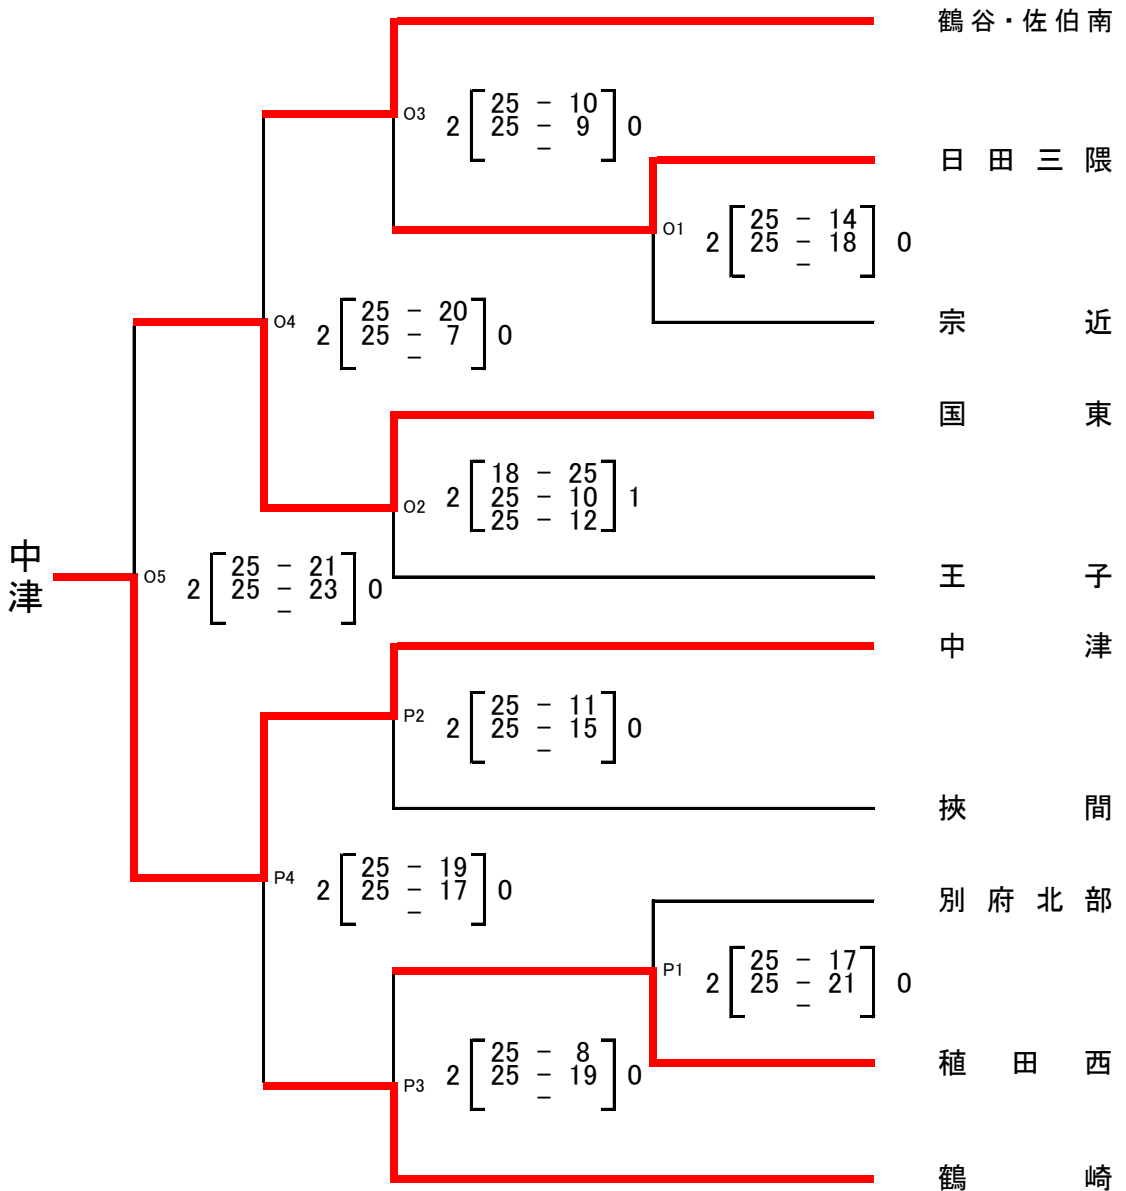 鶴谷・佐伯南
O3 2 25 - 10 0
25 - 9
-
日田三隈
O1 2 25 - 14 0
25 - 18
-
宗近
O4 2 25 - 20 0
25 - 7
-
国東
O2 2 18 - 25 1
25 - 10
25 - 12
中津
O5 2 25 - 21 0
25 - 23
-
王子
中津
P2 2 25 - 11 0
25 - 15
-
挾間
P4 2 25 - 19 0
25 - 17
-
別府北部
P1 2 25 - 17 0
25 - 21
-
稙田西
P3 2 25 - 8 0
25 - 19
-
鶴崎